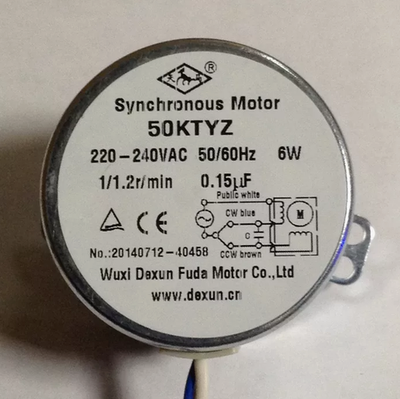 ®
Synchronous Motor
50KTYZ
220-240VAC 50/60Hz 6W
1/1.2r/min 0.15µF
Public white
CW blue
M
C
CCW brown
CE
No.:20140712-40458
Wuxi Dexun Fuda Motor Co.,Ltd
www.dexun.cn